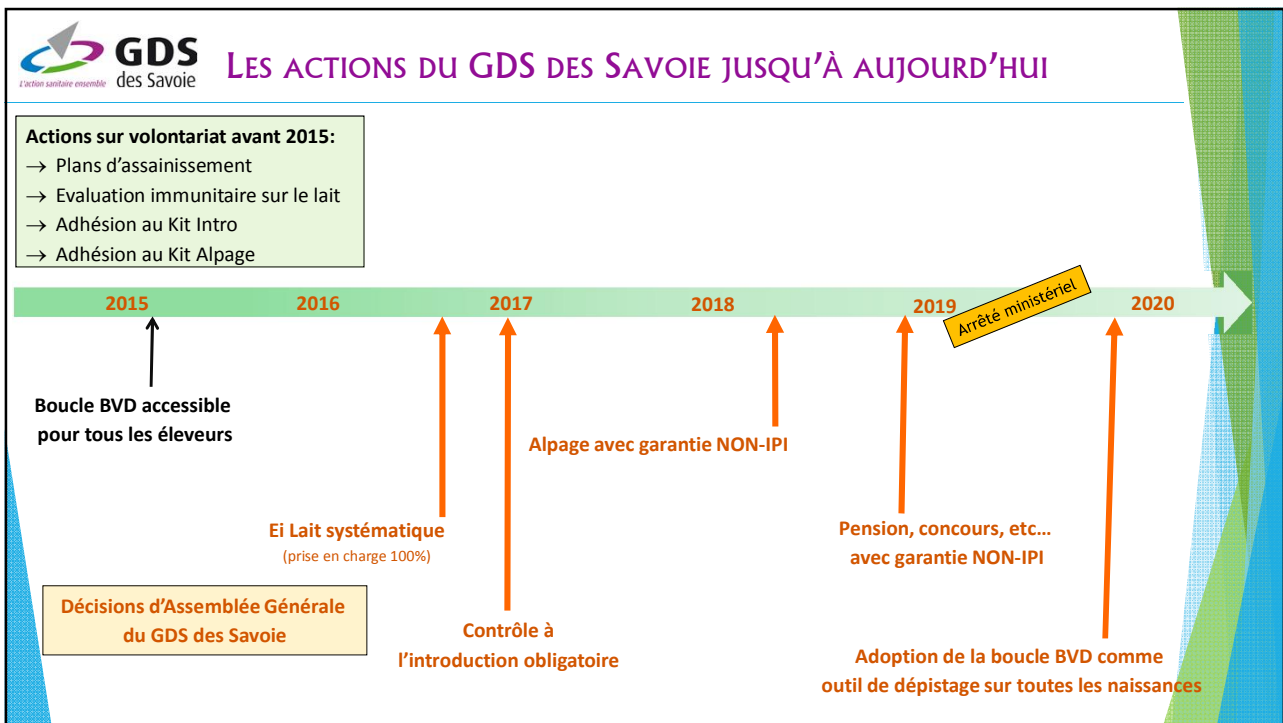 GDS
des Savoie
L'action sanitaire ensemble
LES ACTIONS DU GDS DES SAVOIE JUSQU'À AUJOURD'HUI
Actions sur volontariat avant 2015:
→ Plans d'assainissement
→ Evaluation immunitaire sur le lait
→ Adhésion au Kit Intro
→ Adhésion au Kit Alpage
2015 2016 2017 2018 2019 2020
Arrêté ministériel
Boucle BVD accessible
pour tous les éleveurs
Alpage avec garantie NON-IPI
Ei Lait systématique
(prise en charge 100%)
Pension, concours, etc…
avec garantie NON-IPI
Décisions d'Assemblée Générale
du GDS des Savoie
Contrôle à
l'introduction obligatoire
Adoption de la boucle BVD comme
outil de dépistage sur toutes les naissances